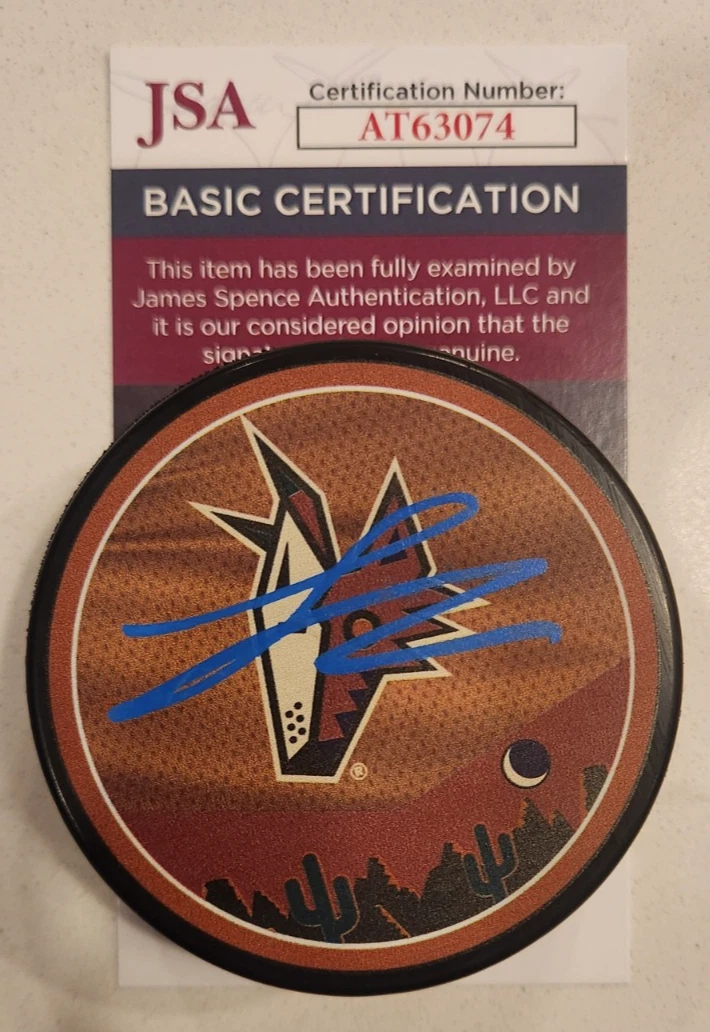 JSA
Certification Number:
AT63074
BASIC CERTIFICATION
This item has been fully examined by
James Spence Authentication, LLC and
it is our considered opinion that the
®